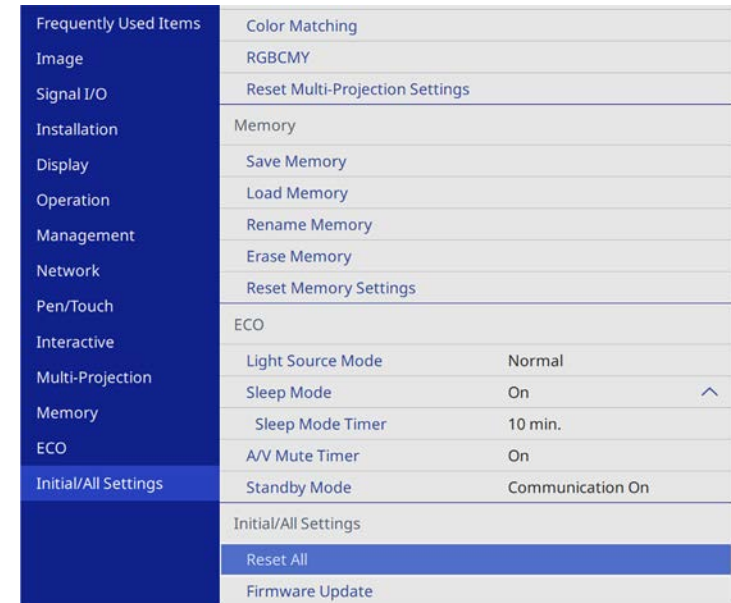 Frequently Used Items
Image
Signal I/O
Installation
Display
Operation
Management
Network
Pen/Touch
Interactive
Multi-Projection
Memory
ECO
Initial/All Settings
Color Matching
RGBCMY
Reset Multi-Projection Settings
Memory
Save Memory
Load Memory
Rename Memory
Erase Memory
Reset Memory Settings
ECO
Light Source Mode Normal
Sleep Mode On
Sleep Mode Timer 10 min.
A/V Mute Timer On
Standby Mode Communication On
Initial/All Settings
Reset All
Firmware Update